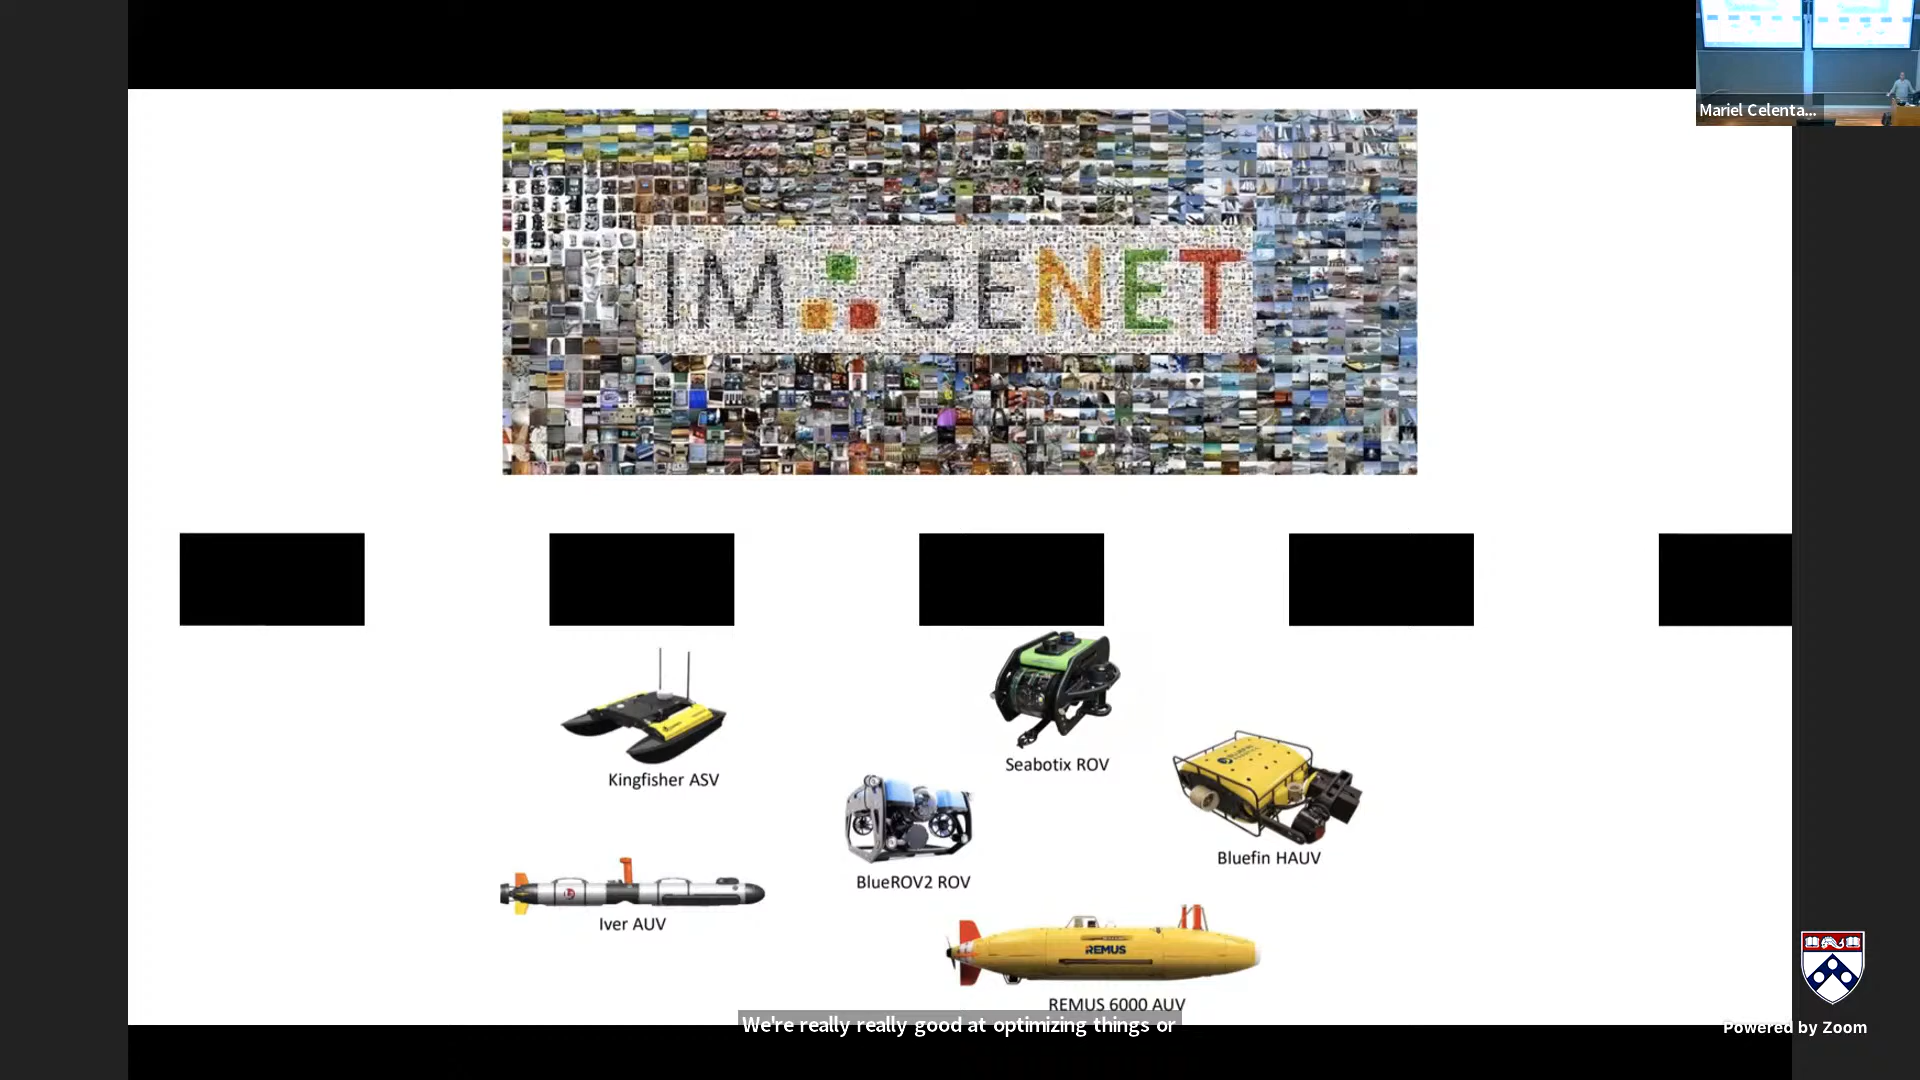 Mariel Celenta...
IM GENET
Kingfisher ASV
Seabotix ROV
Bluefin HAUV
BlueROV2 ROV
Iver AUV
REMUS
REMUS 6000 AUV
We're really really good at optimizing things or
Powered by Zoom